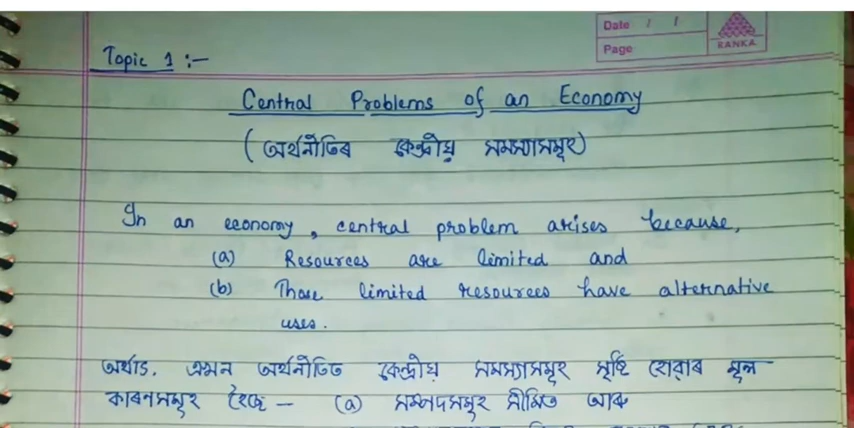 Date / /
Page
RANKA
Topic 1 :-
Central Problems of an Economy
(অৰ্থনীতিৰ কেন্দ্ৰীয় সমস্যাসমূহ)
In an economy, central problem arises because,
(a) Resources are limited and
(b) Those limited resources have alternative
uses.
অৰ্থাৎ, এখন অৰ্থনীতিত কেন্দ্ৰীয় সমস্যাসমূহ সৃষ্টি হোৱাৰ মূল
কাৰণসমূহ হৈছে — (a) সম্পদসমূহ সীমিত আৰু